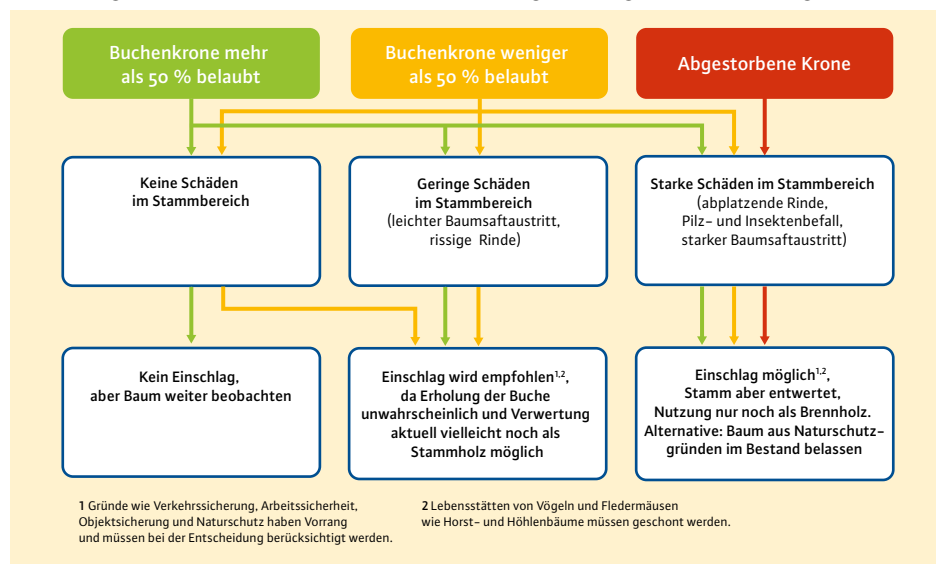 Buchenkrone mehr
als 50 % belaubt
Buchenkrone weniger
als 50 % belaubt
Abgestorbene Krone
Keine Schäden
im Stammbereich
Geringe Schäden
im Stammbereich
(leichter Baumsaftaustritt,
rissige Rinde)
Starke Schäden im Stammbereich
(abplatzende Rinde,
Pilz- und Insektenbefall,
starker Baumsaftaustritt)
Kein Einschlag,
aber Baum weiter beobachten
Einschlag wird empfohlen¹,²,
da Erholung der Buche
unwahrscheinlich und Verwertung
aktuell vielleicht noch als
Stammholz möglich
Einschlag möglich¹,²,
Stamm aber entwertet,
Nutzung nur noch als Brennholz.
Alternative: Baum aus Naturschutz-
gründen im Bestand belassen
1 Gründe wie Verkehrssicherung, Arbeitssicherheit,
Objektsicherung und Naturschutz haben Vorrang
und müssen bei der Entscheidung berücksichtigt werden.
2 Lebensstätten von Vögeln und Fledermäusen
wie Horst- und Höhlenbäume müssen geschont werden.